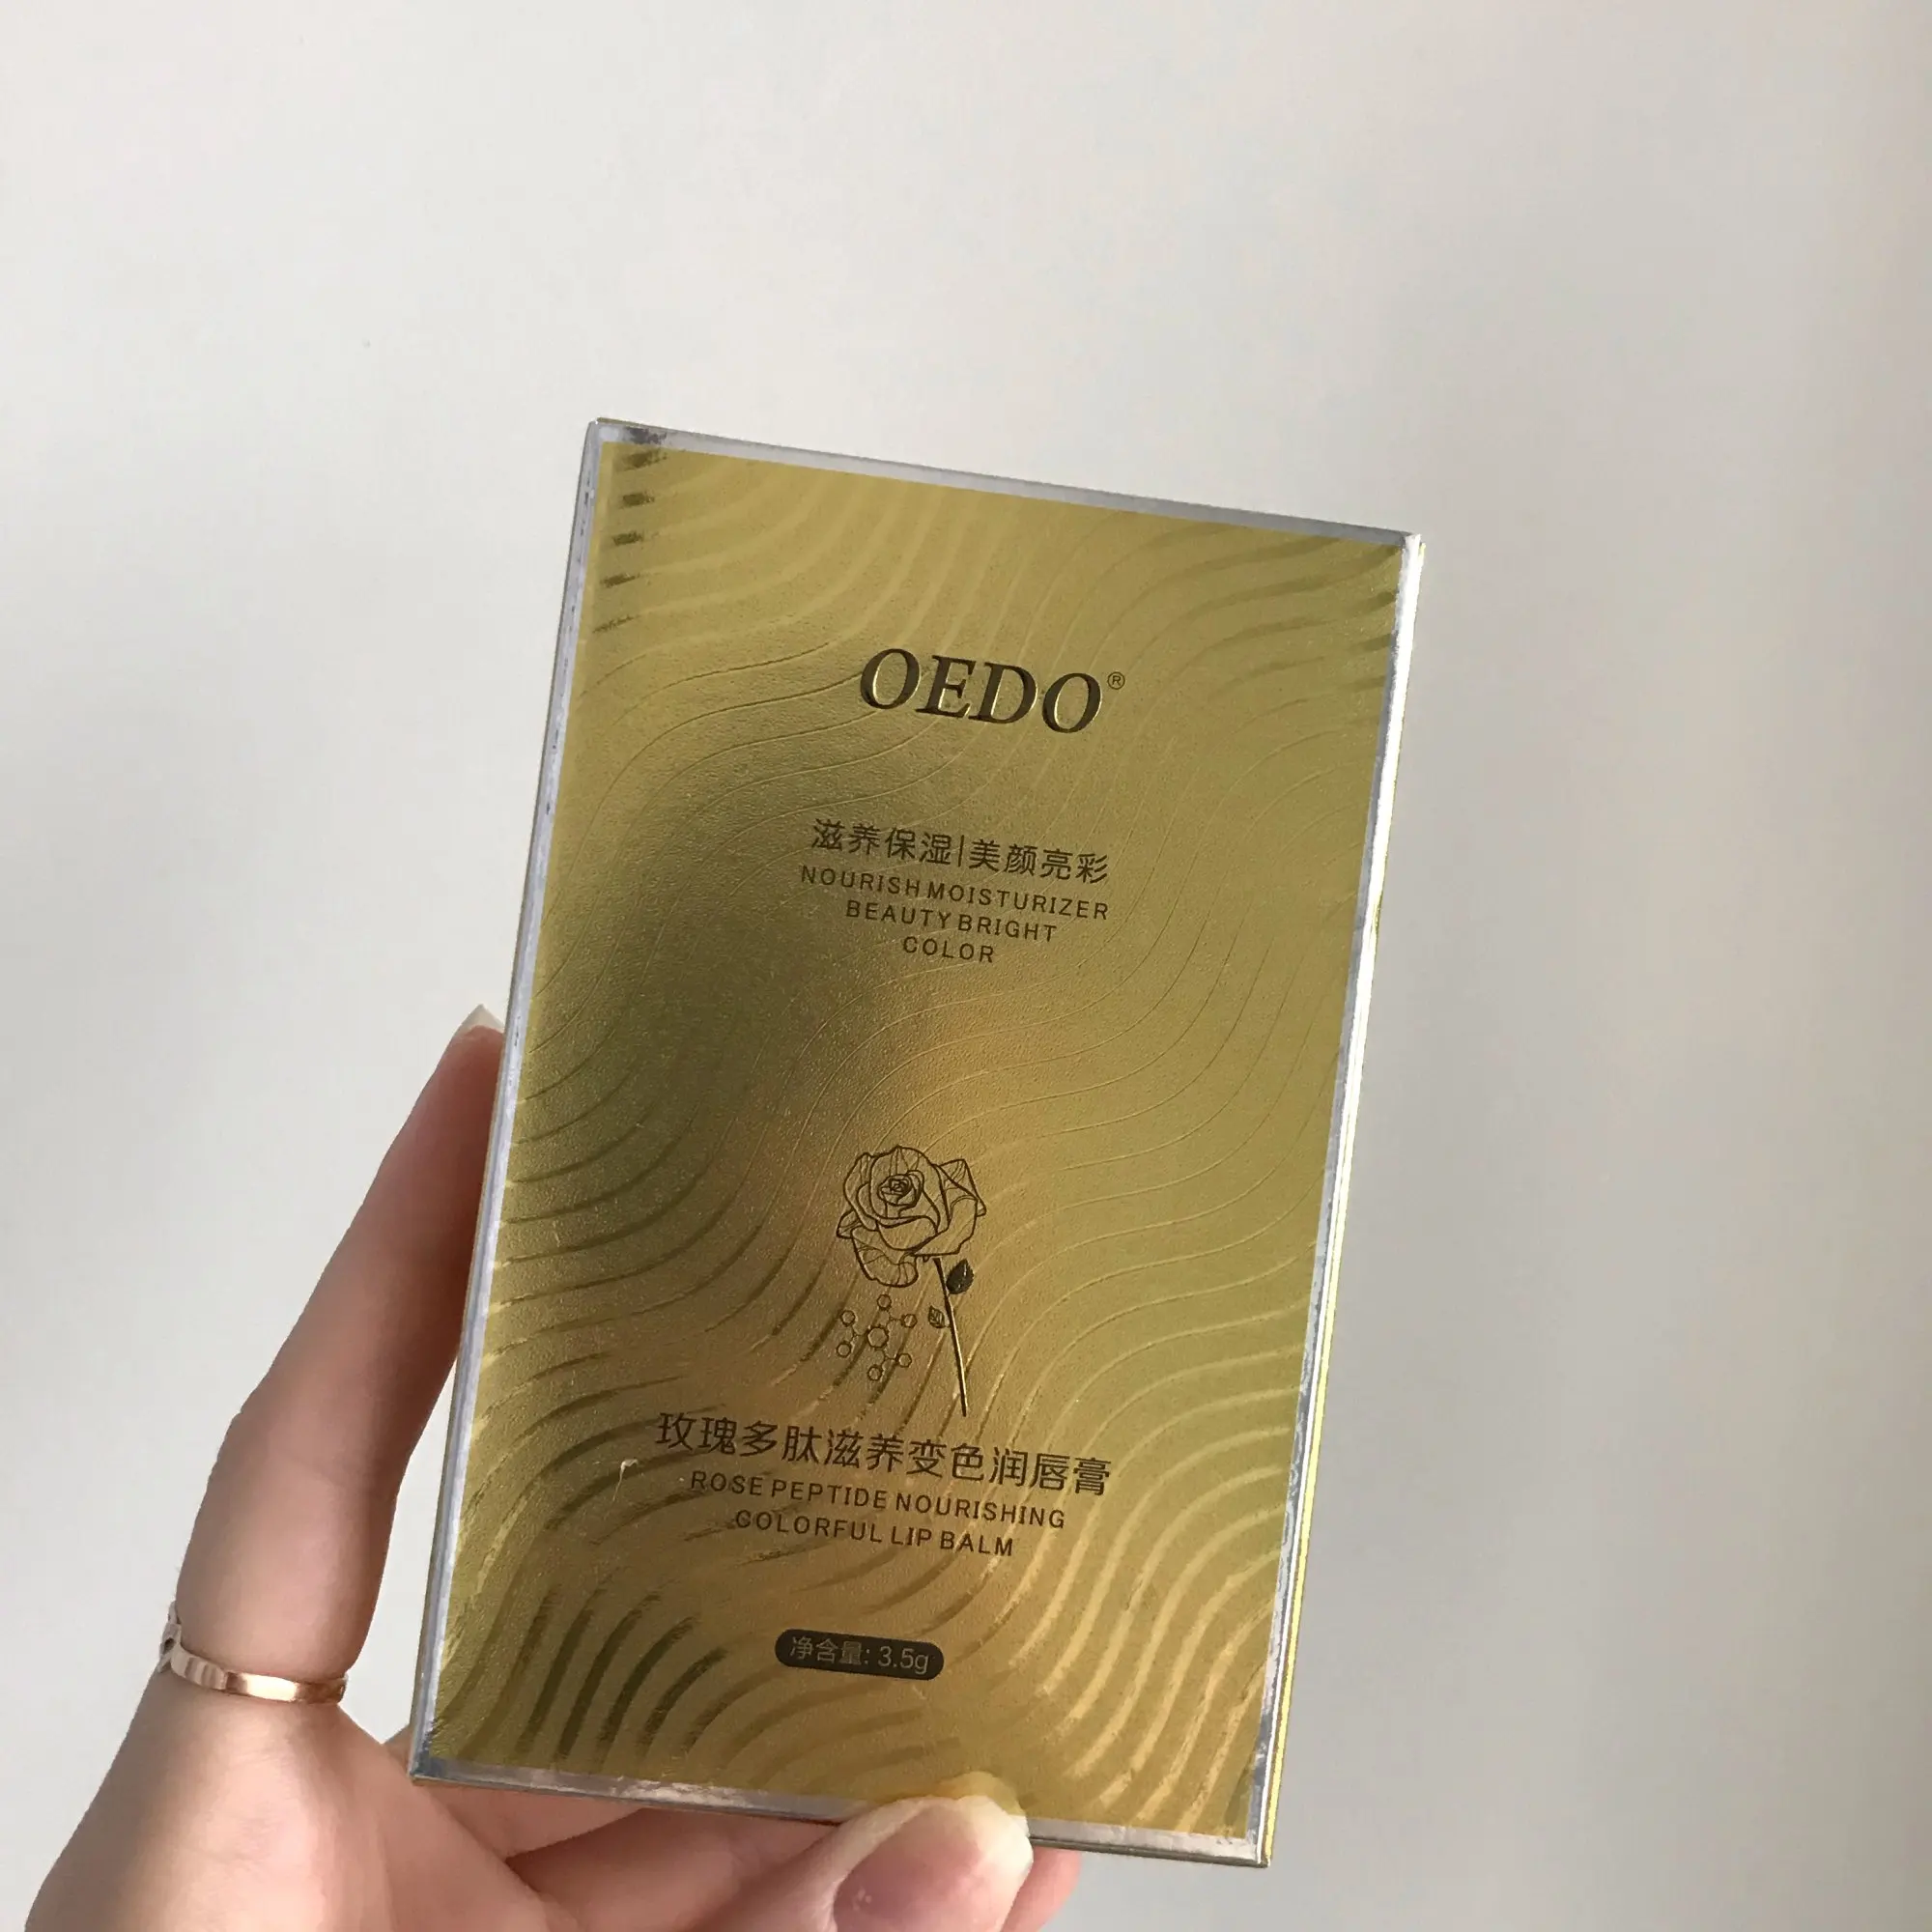 OEDO®
滋养保湿|美颜亮彩
NOURISH MOISTURIZER
BEAUTY BRIGHT
COLOR
玫瑰多肽滋养变色润唇膏
ROSE PEPTIDE NOURISHING
COLORFUL LIP BALM
净含量: 3.5g